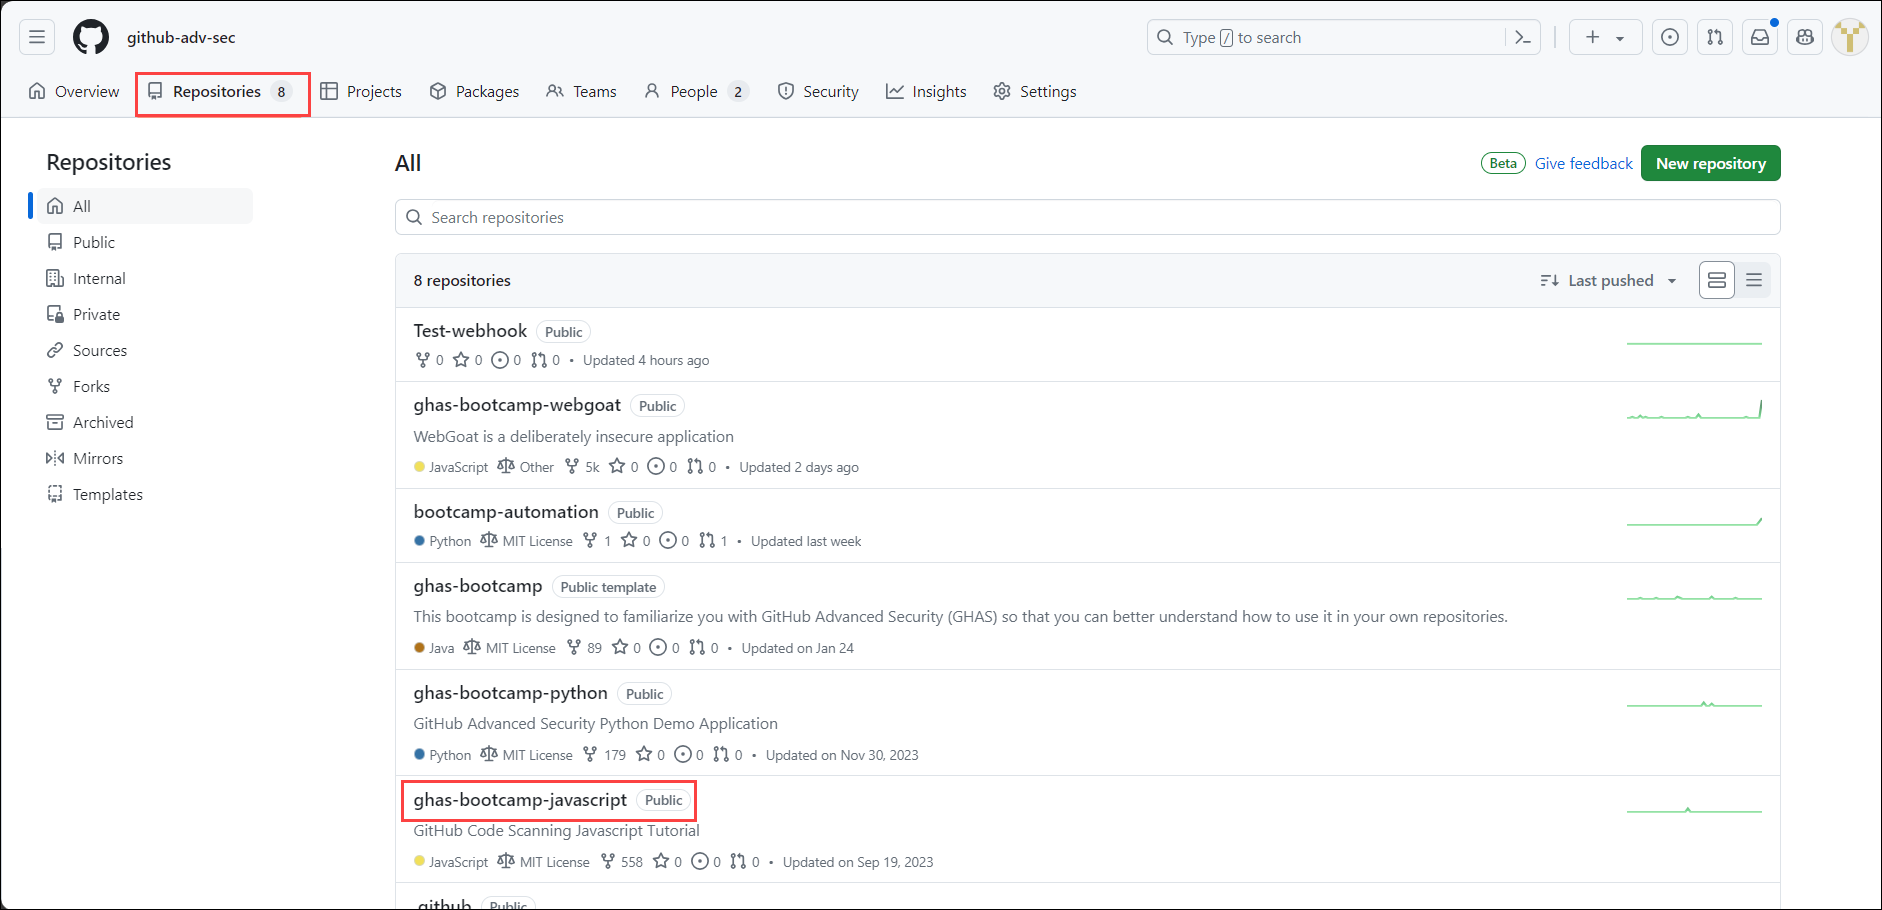 github-adv-sec
Type / to search
Overview
Repositories 8
Projects
Packages
Teams
People 2
Security
Insights
Settings
Repositories
All
Public
Internal
Private
Sources
Forks
Archived
Mirrors
Templates
All
Beta Give feedback New repository
Search repositories
8 repositories
Last pushed
Test-webhook Public
0 0 0 0 • Updated 4 hours ago
ghas-bootcamp-webgoat Public
WebGoat is a deliberately insecure application
JavaScript Other 5k 0 0 0 • Updated 2 days ago
bootcamp-automation Public
Python MIT License 1 0 0 1 • Updated last week
ghas-bootcamp Public template
This bootcamp is designed to familiarize you with GitHub Advanced Security (GHAS) so that you can better understand how to use it in your own repositories.
Java MIT License 89 0 0 0 • Updated on Jan 24
ghas-bootcamp-python Public
GitHub Advanced Security Python Demo Application
Python MIT License 179 0 0 0 • Updated on Nov 30, 2023
ghas-bootcamp-javascript Public
GitHub Code Scanning Javascript Tutorial
JavaScript MIT License 558 0 0 0 • Updated on Sep 19, 2023
.github Public